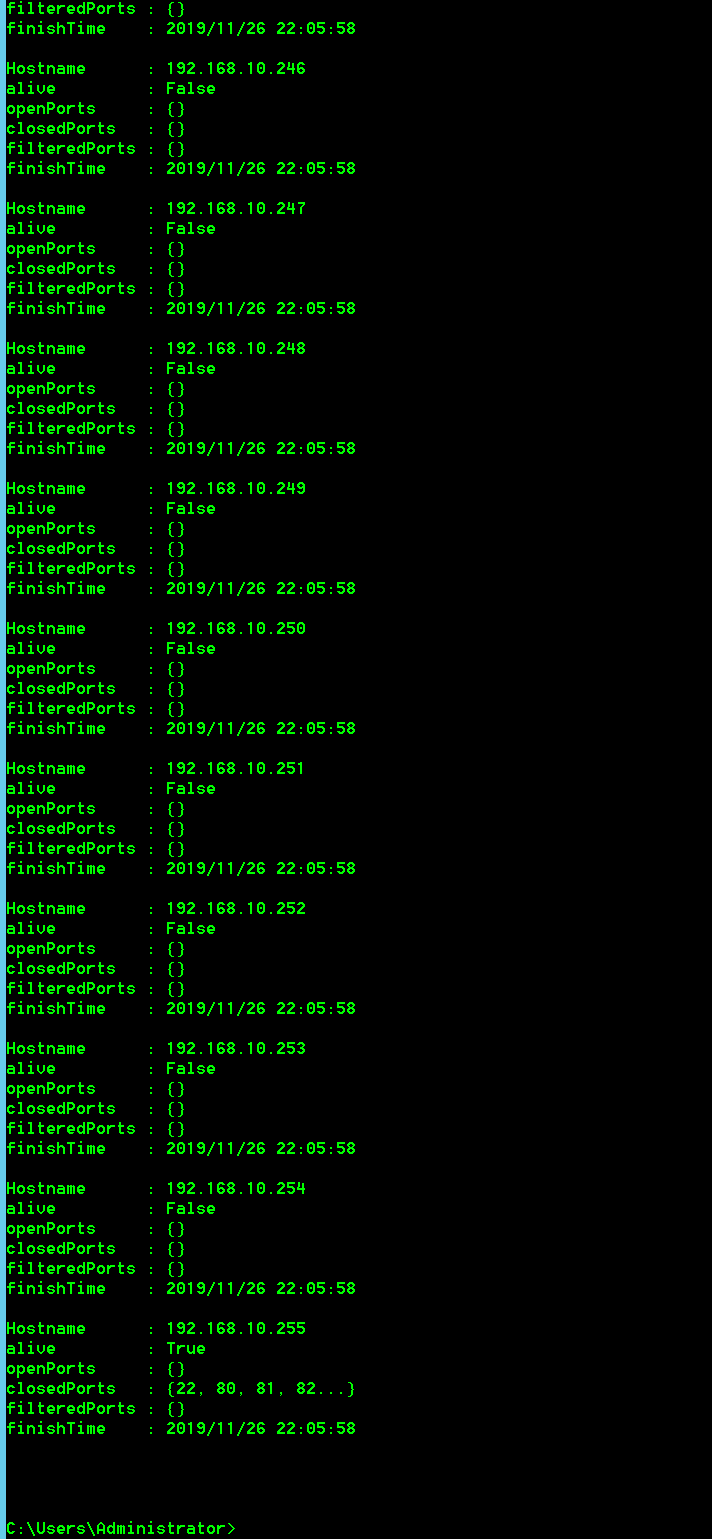 filteredPorts : {}
finishTime    : 2019/11/26 22:05:58
Hostname      : 192.168.10.246
alive         : False
openPorts     : {}
closedPorts   : {}
filteredPorts : {}
finishTime    : 2019/11/26 22:05:58
Hostname      : 192.168.10.247
alive         : False
openPorts     : {}
closedPorts   : {}
filteredPorts : {}
finishTime    : 2019/11/26 22:05:58
Hostname      : 192.168.10.248
alive         : False
openPorts     : {}
closedPorts   : {}
filteredPorts : {}
finishTime    : 2019/11/26 22:05:58
Hostname      : 192.168.10.249
alive         : False
openPorts     : {}
closedPorts   : {}
filteredPorts : {}
finishTime    : 2019/11/26 22:05:58
Hostname      : 192.168.10.250
alive         : False
openPorts     : {}
closedPorts   : {}
filteredPorts : {}
finishTime    : 2019/11/26 22:05:58
Hostname      : 192.168.10.251
alive         : False
openPorts     : {}
closedPorts   : {}
filteredPorts : {}
finishTime    : 2019/11/26 22:05:58
Hostname      : 192.168.10.252
alive         : False
openPorts     : {}
closedPorts   : {}
filteredPorts : {}
finishTime    : 2019/11/26 22:05:58
Hostname      : 192.168.10.253
alive         : False
openPorts     : {}
closedPorts   : {}
filteredPorts : {}
finishTime    : 2019/11/26 22:05:58
Hostname      : 192.168.10.254
alive         : False
openPorts     : {}
closedPorts   : {}
filteredPorts : {}
finishTime    : 2019/11/26 22:05:58
Hostname      : 192.168.10.255
alive         : True
openPorts     : {}
closedPorts   : {22, 80, 81, 82...}
filteredPorts : {}
finishTime    : 2019/11/26 22:05:58
C:\Users\Administrator>